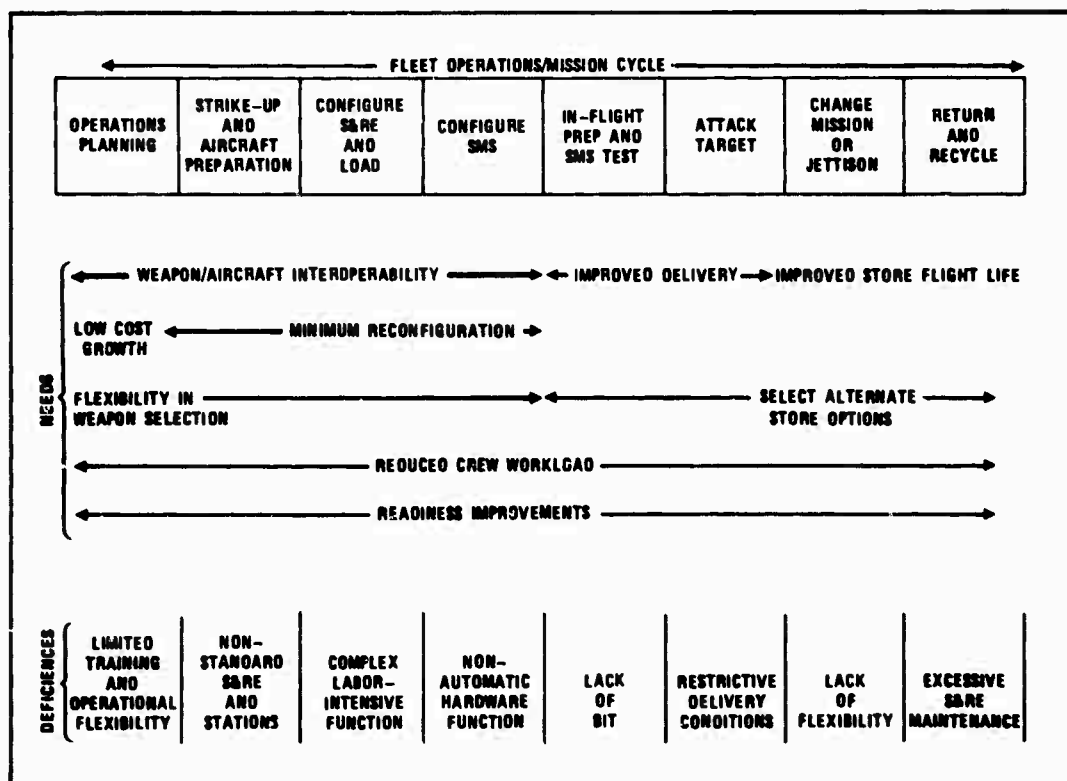 FLEET OPERATIONS/MISSION CYCLE
OPERATIONS
PLANNING
STRIKE-UP
AND
AIRCRAFT
PREPARATION
CONFIGURE
S&RE
AND
LOAD
CONFIGURE
SMS
IN-FLIGHT
PREP AND
SMS TEST
ATTACK
TARGET
CHANGE
MISSION
OR
JETTISON
RETURN
AND
RECYCLE
NEEDS
WEAPON/AIRCRAFT INTEROPERABILITY
IMPROVED DELIVERY
IMPROVED STORE FLIGHT LIFE
LOW COST
GROWTH
MINIMUM RECONFIGURATION
FLEXIBILITY IN
WEAPON SELECTION
SELECT ALTERNATE
STORE OPTIONS
REDUCED CREW WORKLOAD
READINESS IMPROVEMENTS
DEFICIENCES
LIMITED
TRAINING
AND
OPERATIONAL
FLEXIBILITY
NON-
STANDARD
S&RE
AND
STATIONS
COMPLEX
LABOR-
INTENSIVE
FUNCTION
NON-
AUTOMATIC
HARDWARE
FUNCTION
LACK
OF
BIT
RESTRICTIVE
DELIVERY
CONDITIONS
LACK
OF
FLEXIBILITY
EXCESSIVE
S&RE
MAINTENANCE